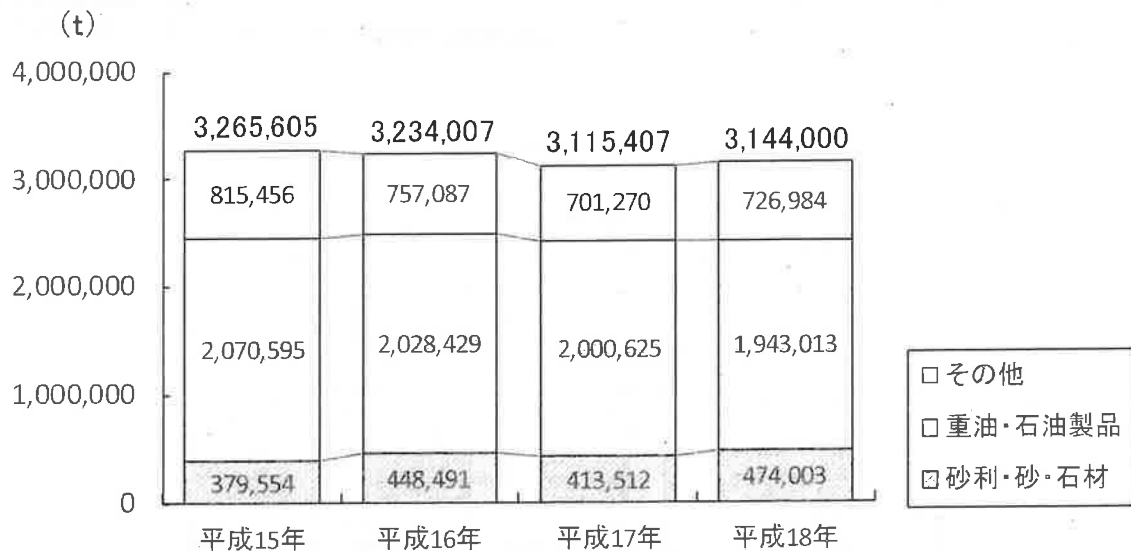 (t)
4,000,000
3,265,605 3,234,007 3,115,407 3,144,000
3,000,000
815,456 757,087 701,270 726,984
2,000,000
2,070,595 2,028,429 2,000,625 1,943,013
1,000,000
379,554 448,491 413,512 474,003
0
平成15年 平成16年 平成17年 平成18年
その他
重油・石油製品
砂利・砂・石材